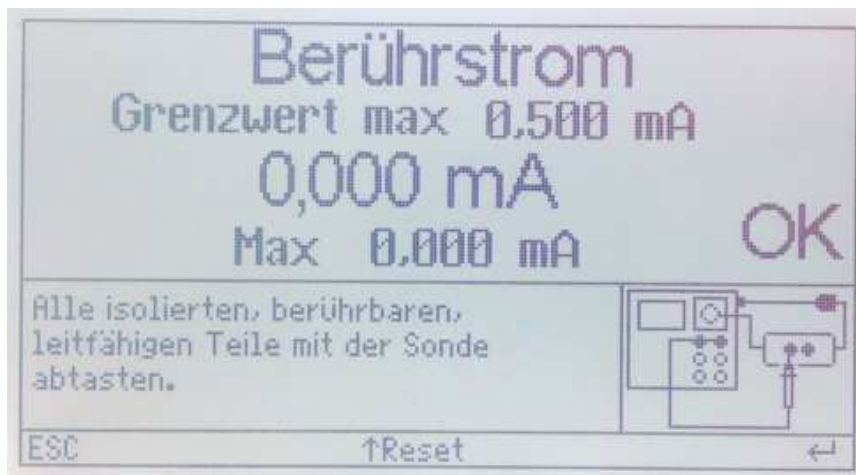 Berührstrom
Grenzwert max 0,500 mA
0,000 mA
Max 0,000 mA
OK
Alle isolierten, berührbaren,
leitfähigen Teile mit der Sonde
abtasten.
ESC ↑Reset ↵